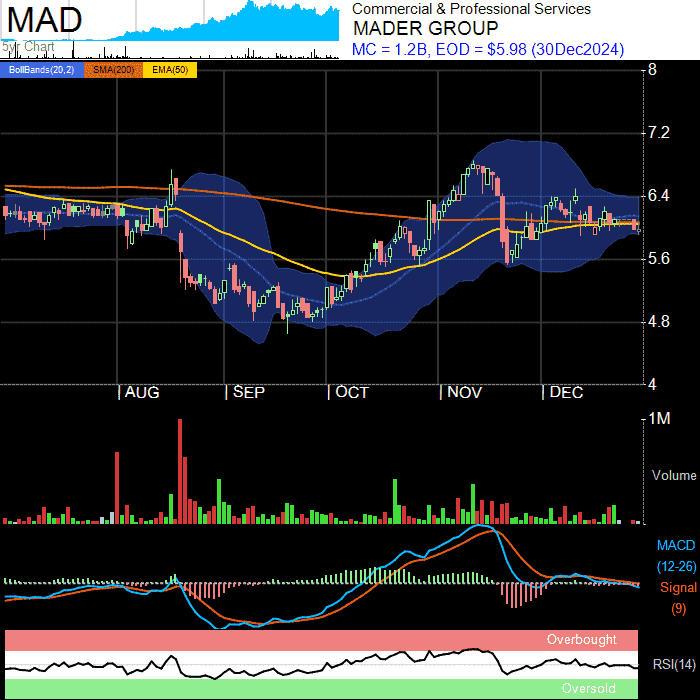 MAD
5yr Chart
Commercial & Professional Services
MADER GROUP
MC = 1.2B, EOD = $5.98 (30Dec2024)
BollBands(20,2) SMA(200) EMA(50)
8
7.2
6.4
5.6
4.8
4
AUG SEP OCT NOV DEC
1M
Volume
MACD
(12-26)
Signal
(9)
Overbought
RSI(14)
Oversold